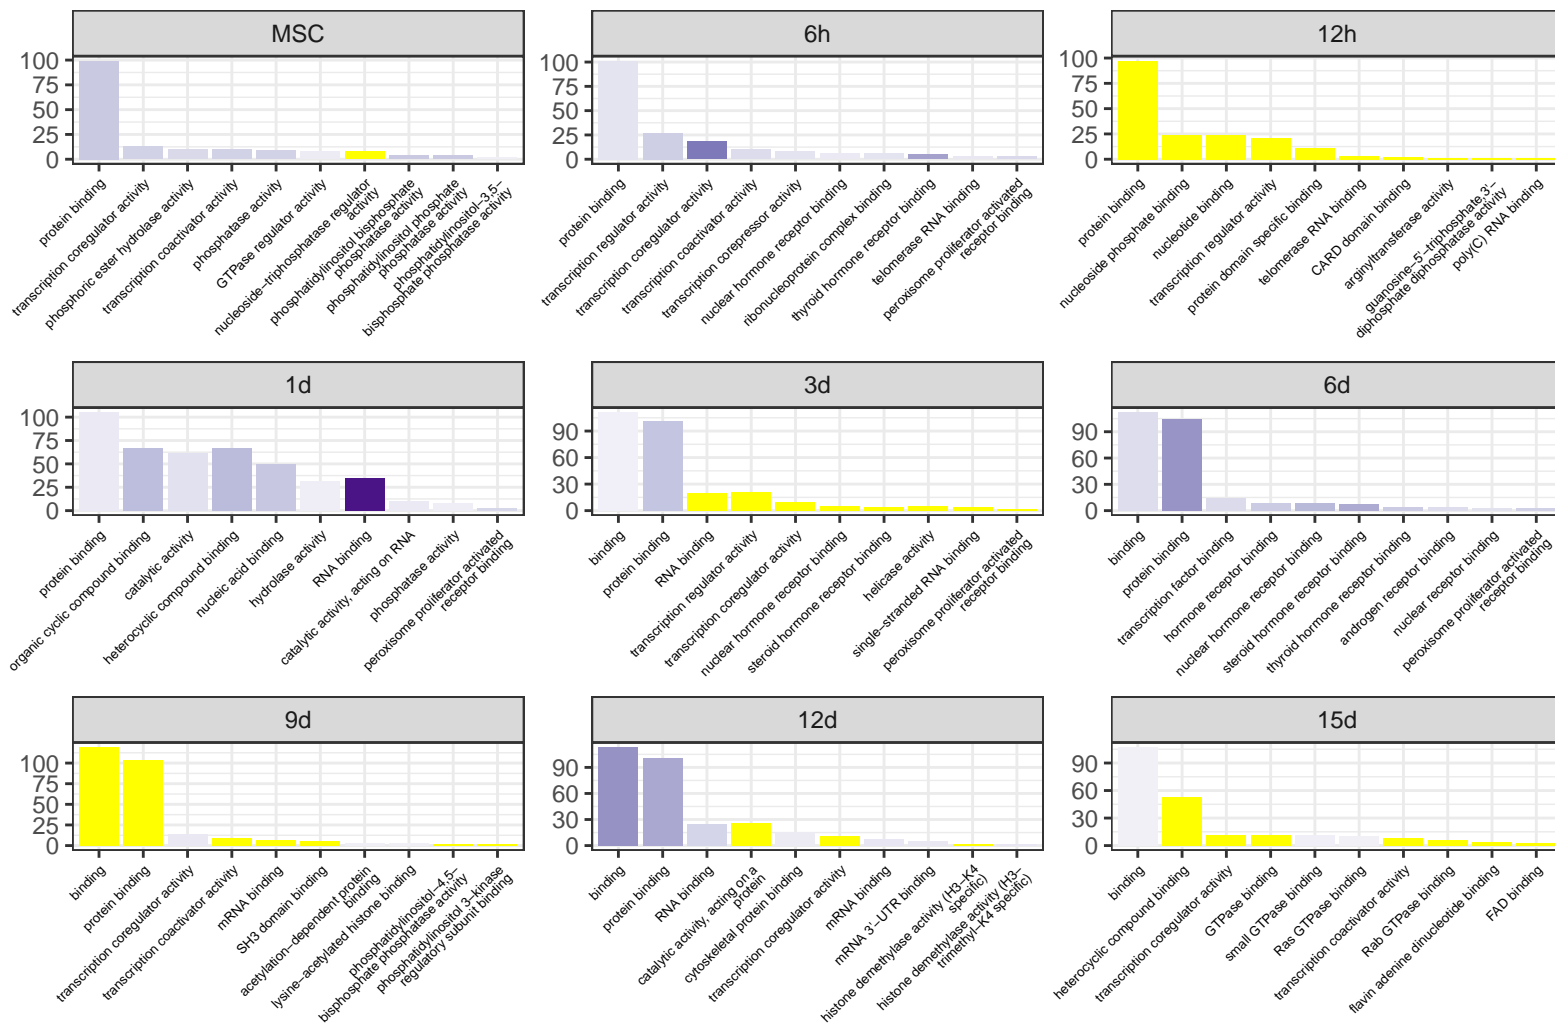 MSC
6h
12h
100
75
50
25
0
protein binding
transcription coregulator activity
phosphoric ester hydrolase activity
transcription coactivator activity
phosphatase activity
GTPase regulator activity
nucleoside−triphosphatase regulator
activity
phosphatidylinositol bisphosphate
phosphatase activity
phosphatidylinositol phosphate
phosphatase activity
phosphatidylinositol−3,5−
bisphosphate phosphatase activity
100
75
50
25
0
protein binding
transcription regulator activity
transcription coregulator activity
transcription coactivator activity
transcription corepressor activity
nuclear hormone receptor binding
ribonucleoprotein complex binding
thyroid hormone receptor binding
telomerase RNA binding
peroxisome proliferator activated
receptor binding
100
75
50
25
0
protein binding
nucleoside phosphate binding
nucleotide binding
transcription regulator activity
protein domain specific binding
telomerase RNA binding
CARD domain binding
arginyltransferase activity
guanosine−5'−triphosphate,3'−
diphosphate diphosphatase activity
poly(C) RNA binding
1d
3d
6d
100
75
50
25
0
protein binding
organic cyclic compound binding
catalytic activity
heterocyclic compound binding
nucleic acid binding
hydrolase activity
RNA binding
catalytic activity, acting on RNA
phosphatase activity
peroxisome proliferator activated
receptor binding
90
60
30
0
binding
protein binding
RNA binding
transcription regulator activity
transcription coregulator activity
nuclear hormone receptor binding
steroid hormone receptor binding
helicase activity
single−stranded RNA binding
peroxisome proliferator activated
receptor binding
90
60
30
0
binding
protein binding
transcription factor binding
hormone receptor binding
nuclear hormone receptor binding
steroid hormone receptor binding
thyroid hormone receptor binding
androgen receptor binding
nuclear receptor binding
peroxisome proliferator activated
receptor binding
9d
12d
15d
100
75
50
25
0
binding
protein binding
transcription coregulator activity
transcription coactivator activity
mRNA binding
SH3 domain binding
acetylation−dependent protein
binding
lysine−acetylated histone binding
phosphatidylinositol−4,5−
bisphosphate phosphatase activity
phosphatidylinositol 3−kinase
regulatory subunit binding
90
60
30
0
binding
protein binding
RNA binding
catalytic activity, acting on a
protein
cytoskeletal protein binding
transcription coregulator activity
mRNA binding
mRNA 3'−UTR binding
histone demethylase activity (H3−K4
specific)
histone demethylase activity (H3−
trimethyl−K4 specific)
90
60
30
0
binding
heterocyclic compound binding
transcription coregulator activity
GTPase binding
small GTPase binding
Ras GTPase binding
transcription coactivator activity
Rab GTPase binding
flavin adenine dinucleotide binding
FAD binding